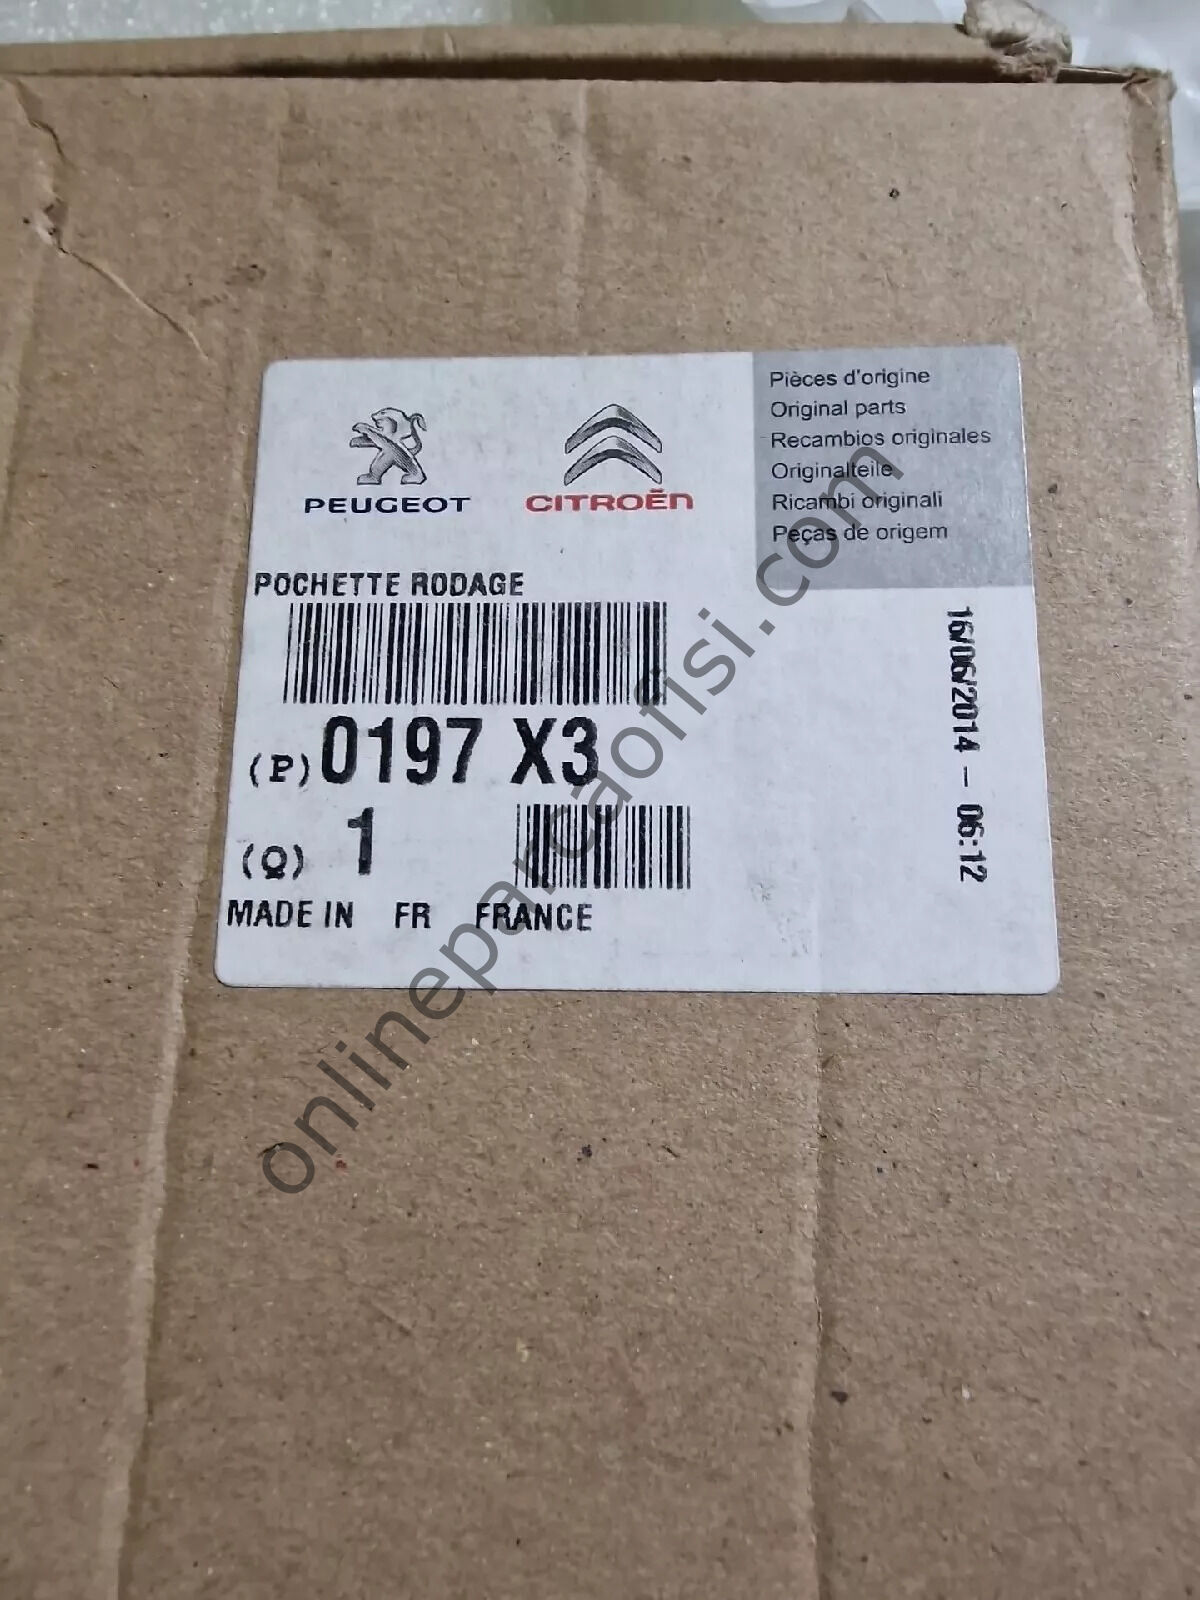 PEUGEOT
CITROËN
Pièces d'origine
Original parts
Recambios originales
Originalteile
Ricambi originali
Peças de origem
POCHETTE RODAGE
(P) 0197 X3
(Q) 1
MADE IN FR FRANCE
16/06/2014 - 06:12
onlineparcaofisi.com